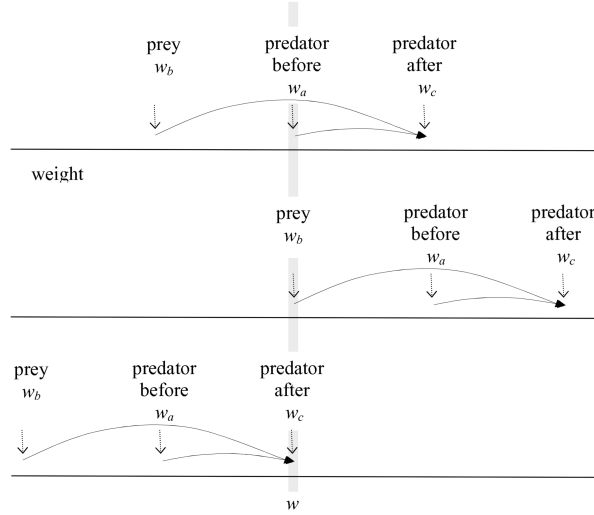 prey predator predator
before after
w_b w_a w_c
weight
prey predator predator
before after
w_b w_a w_c
prey predator predator
before after
w_b w_a w_c
w